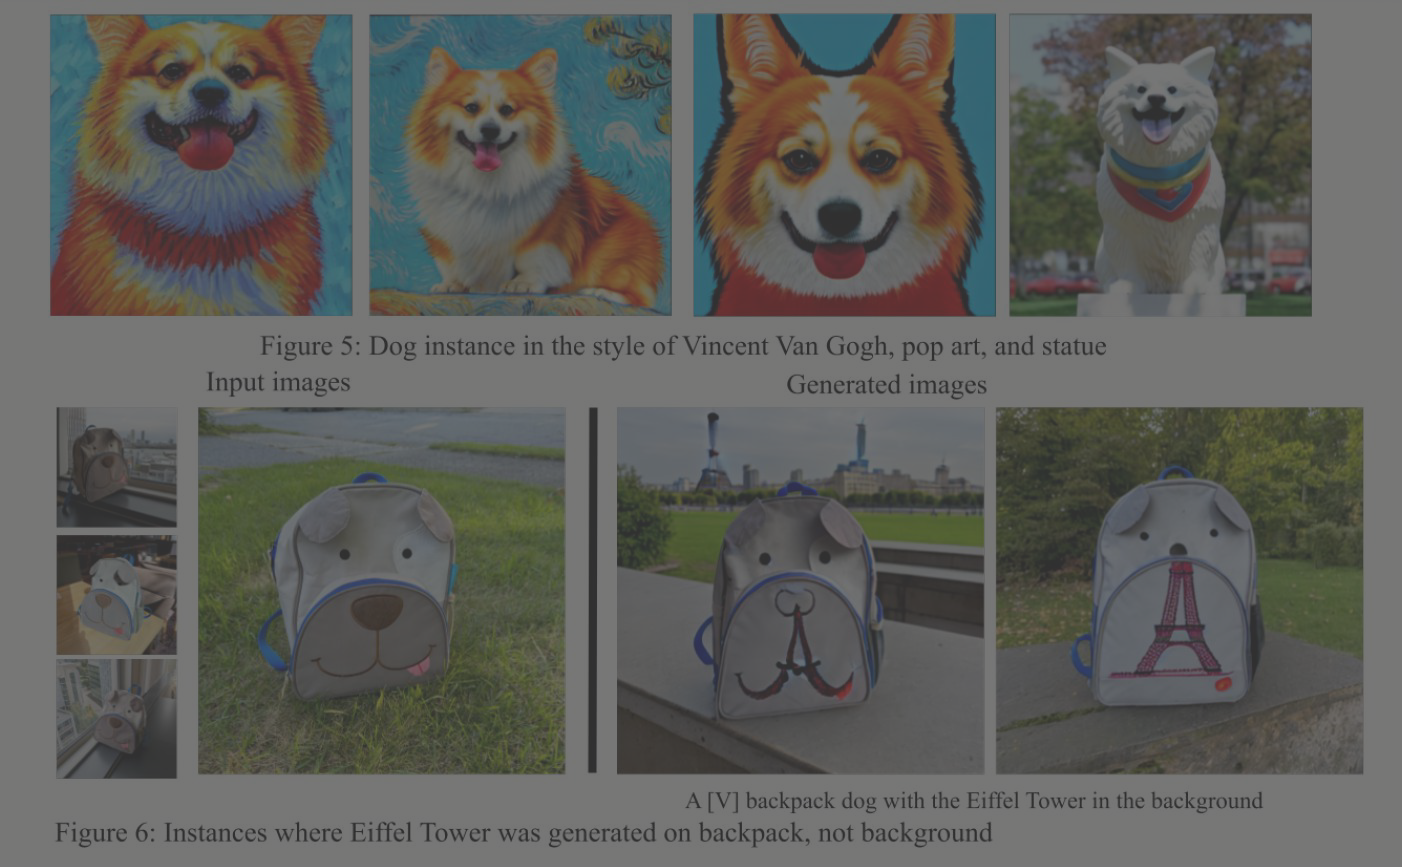 Figure 5: Dog instance in the style of Vincent Van Gogh, pop art, and statue
Input images
Generated images
A [V] backpack dog with the Eiffel Tower in the background
Figure 6: Instances where Eiffel Tower was generated on backpack, not background